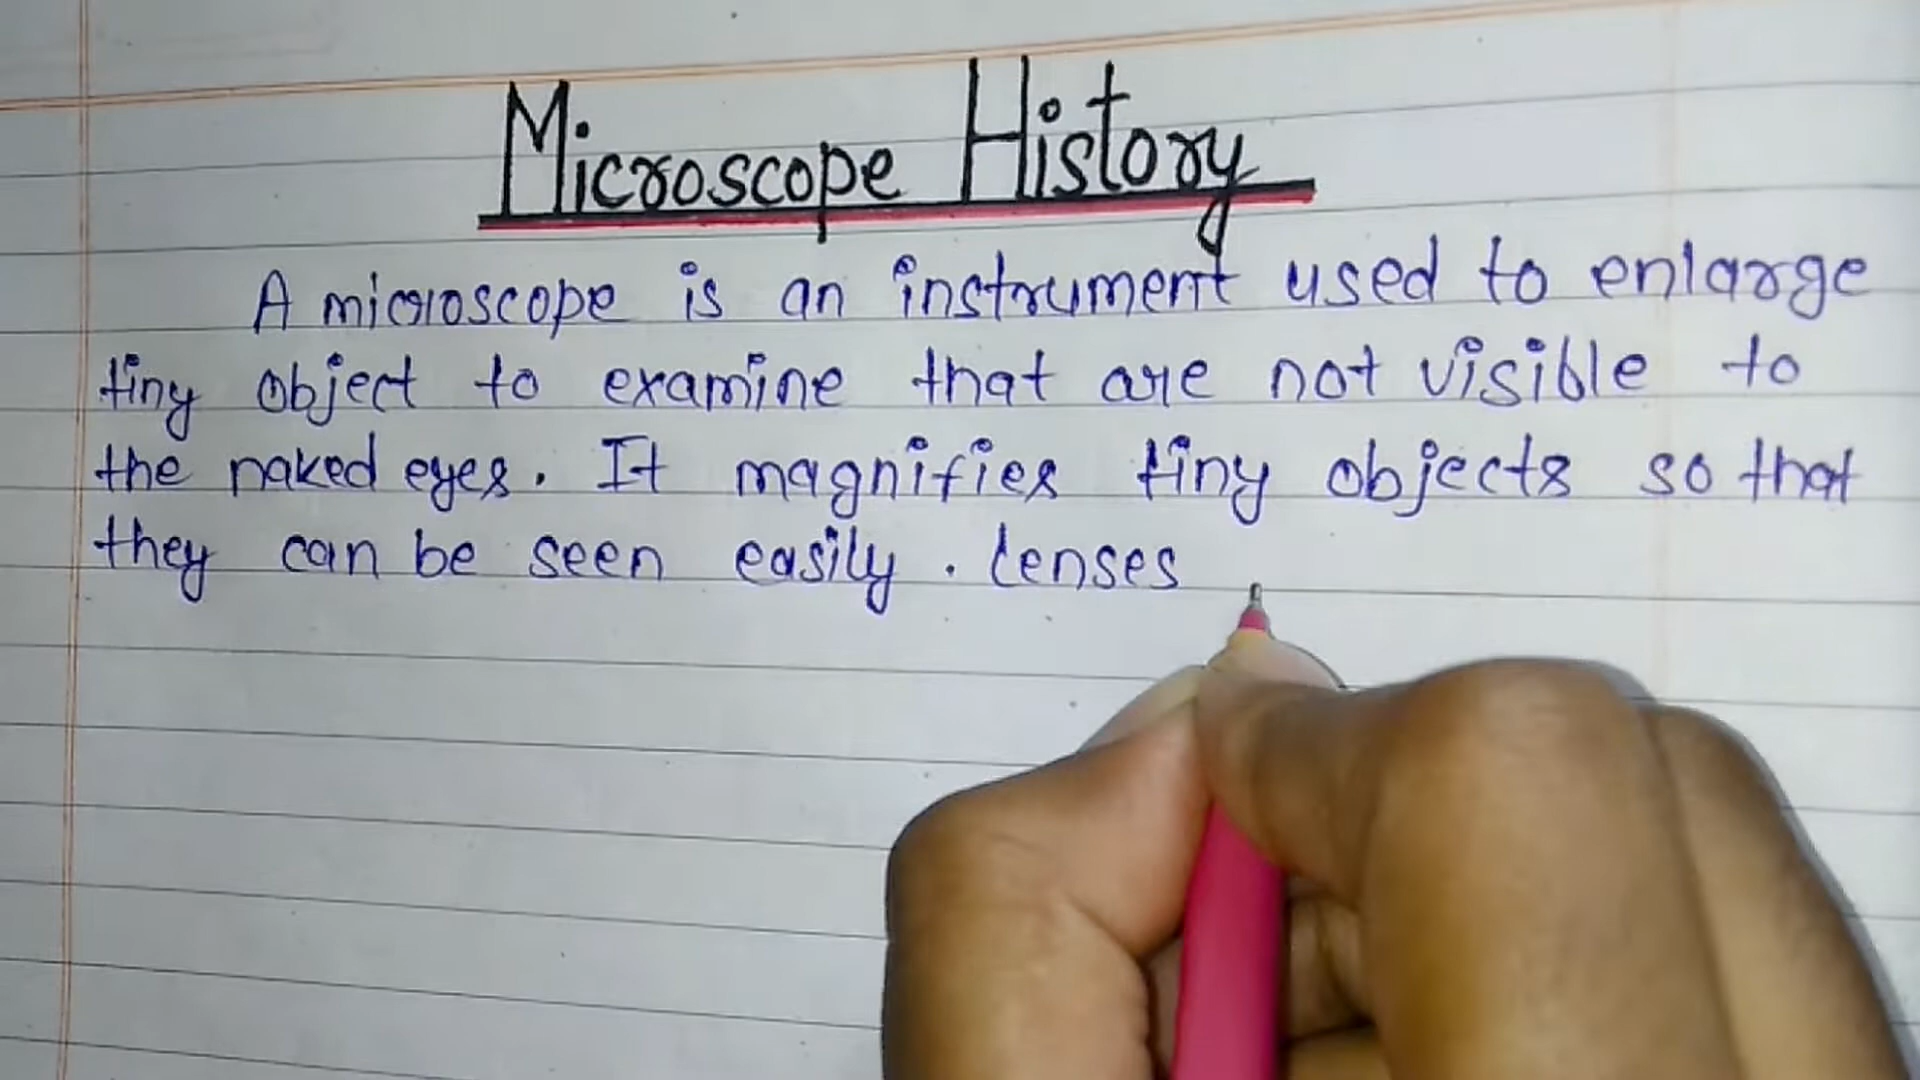 Microscope History
A microscope is an instrument used to enlarge
tiny object to examine that are not visible to
the naked eyes. It magnifies tiny objects so that
they can be seen easily. Lenses